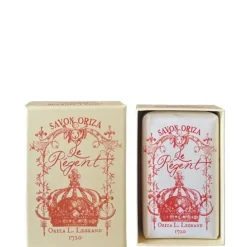 SAVON ORIZA
Le
Régent
ORIZA L. LEGRAND
1720
SAVON ORIZA
Le
Régent
ORIZA L. LEGRAND
1720